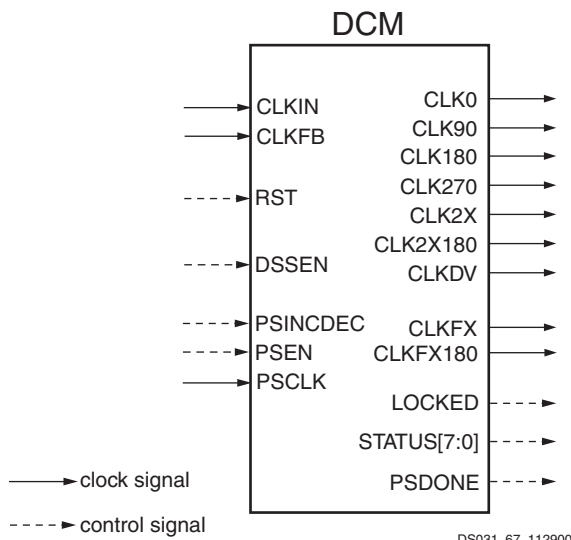 DCM
CLKIN
CLKFB
RST
DSSEN
PSINCDEC
PSEN
PSCLK
CLK0
CLK90
CLK180
CLK270
CLK2X
CLK2X180
CLKDV
CLKFX
CLKFX180
LOCKED
STATUS[7:0]
PSDONE
clock signal
control signal
DS031_67_112900